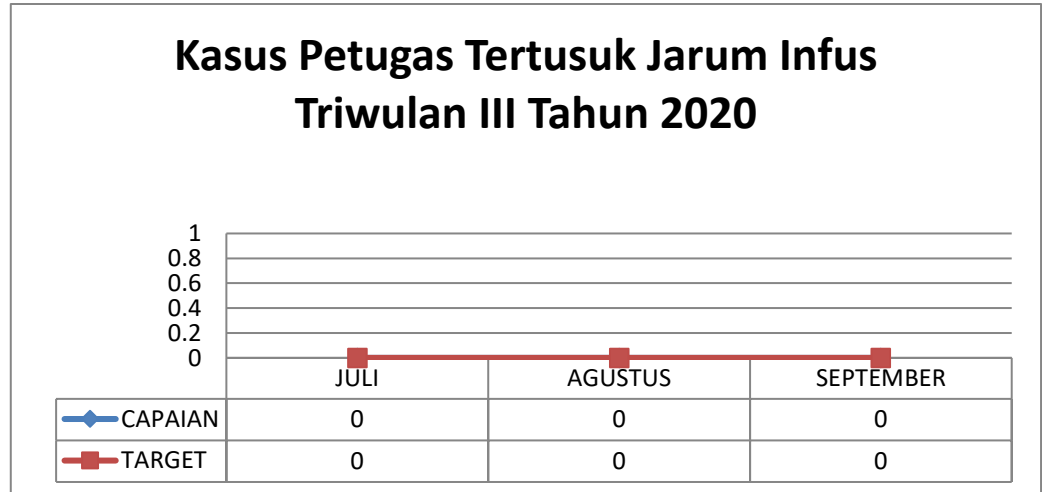 Kasus Petugas Tertusuk Jarum Infus
Triwulan III Tahun 2020
1
0.8
0.6
0.4
0.2
0
JULI AGUSTUS SEPTEMBER
CAPAIAN 0 0 0
TARGET 0 0 0